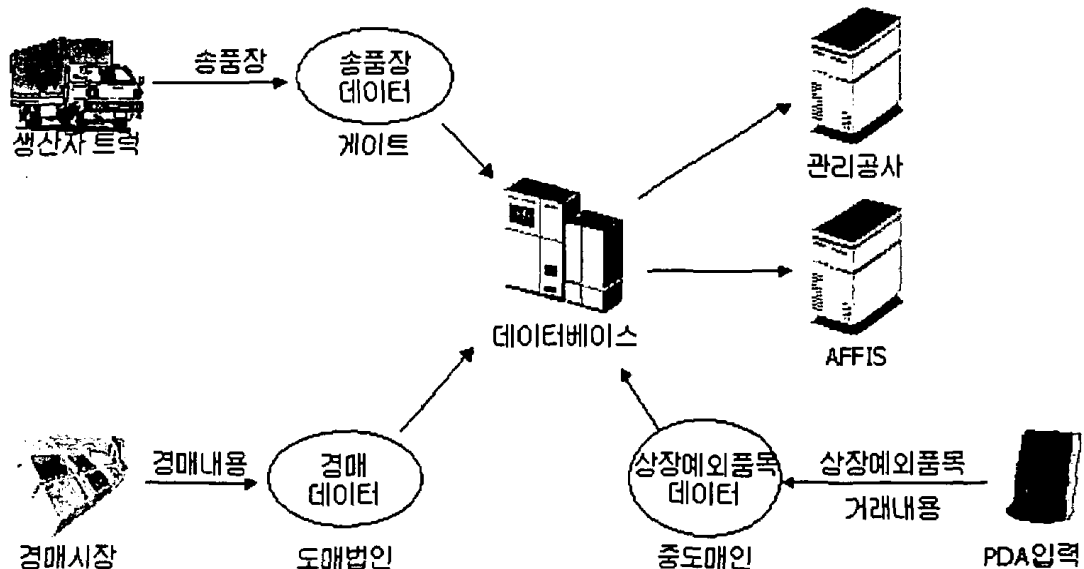 송품장
송품장
데이터
생산자 트럭
게이트
관리공사
데이터베이스
AFFIS
경매내용
경매
데이터
상장예외품목
데이터
상장예외품목
거래내용
경매시장
도매법인
중도매인
PDA입력